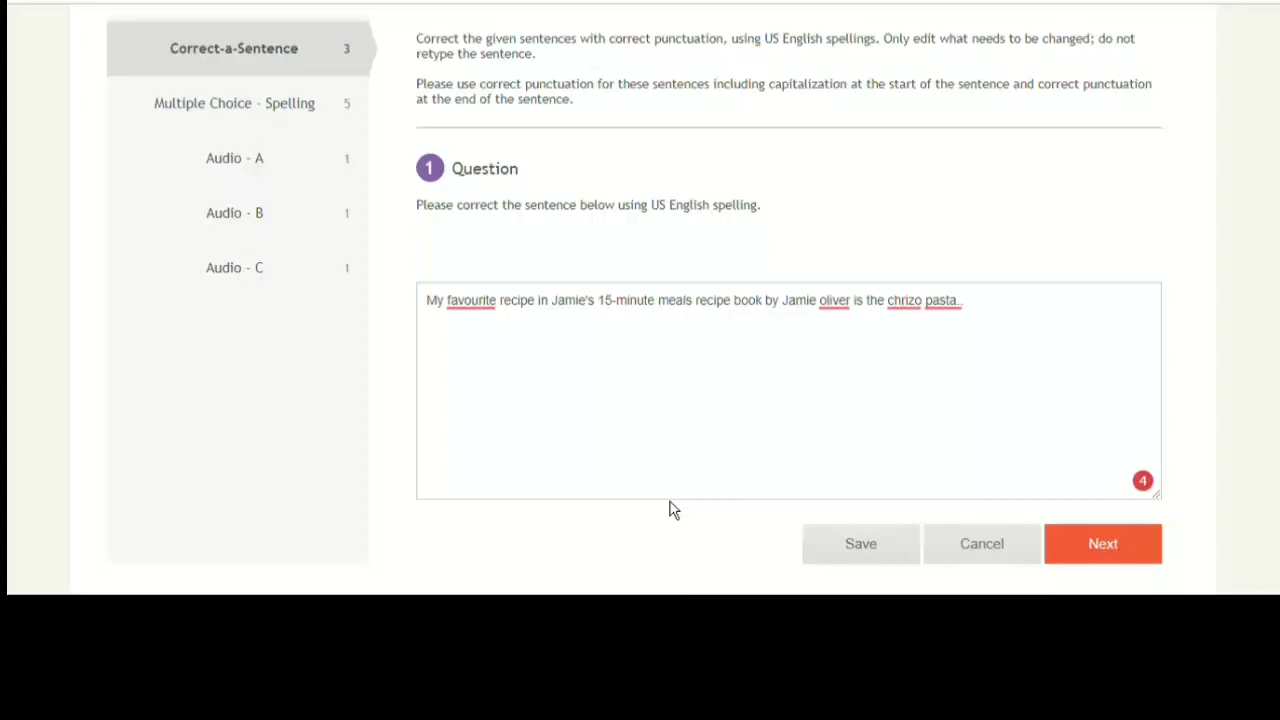 Correct-a-Sentence 3
Multiple Choice - Spelling 5
Audio - A 1
Audio - B 1
Audio - C 1
Correct the given sentences with correct punctuation, using US English spellings. Only edit what needs to be changed; do not
retype the sentence.
Please use correct punctuation for these sentences including capitalization at the start of the sentence and correct punctuation
at the end of the sentence.
1 Question
Please correct the sentence below using US English spelling.
My favourite recipe in Jamie's 15-minute meals recipe book by Jamie oliver is the chrizo pasta..
4
Save Cancel Next